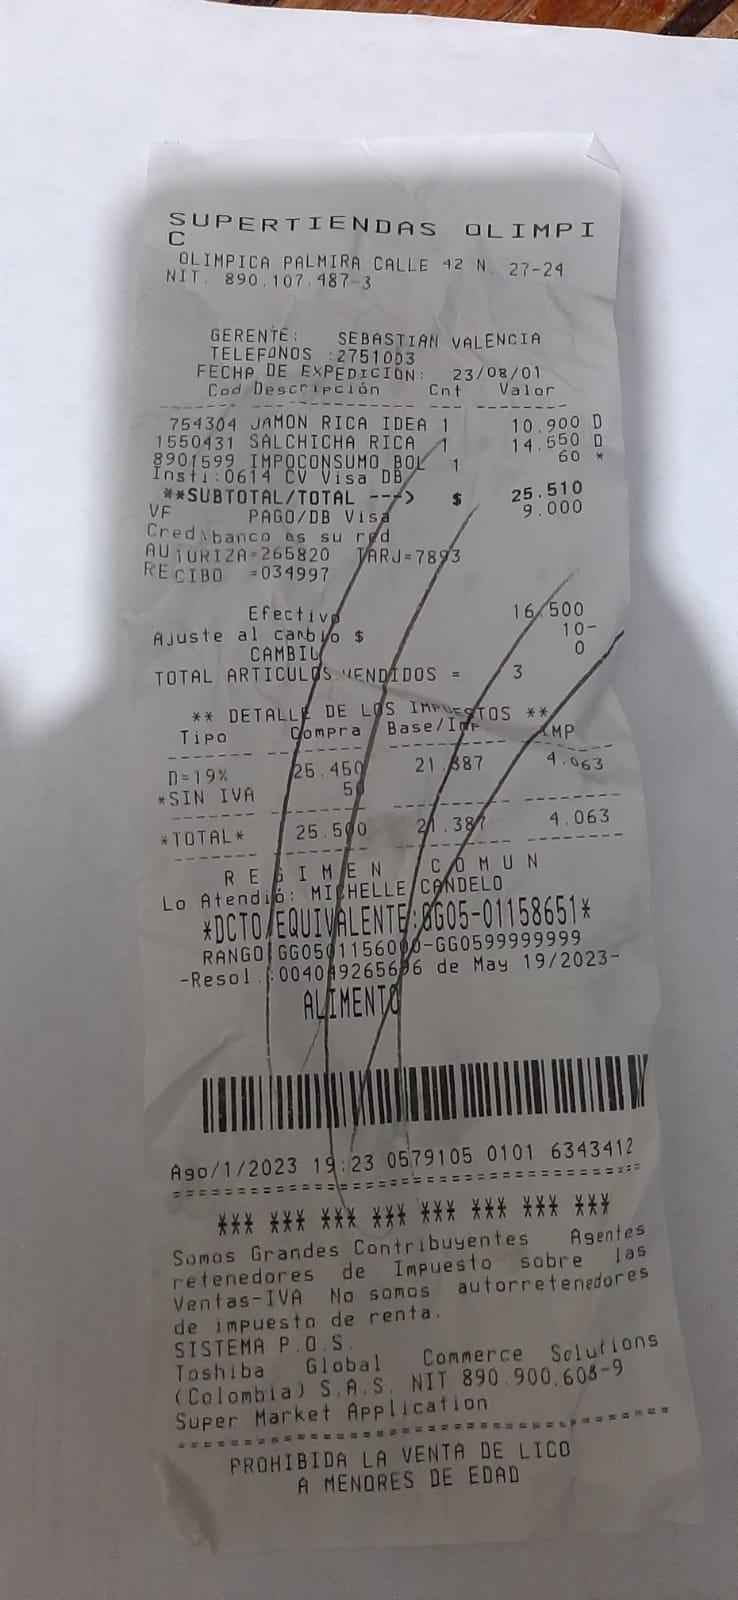 SUPERTIENDAS OLIMPI
C
OLIMPICA PALMIRA CALLE 42 N. 27-24
NIT. 890.107.487-3
GERENTE: SEBASTIAN VALENCIA
TELEFONOS :2751003
FECHA DE EXPEDICION: 23/08/01
Cod Descripción Cnt Valor
754304 JAMON RICA IDEA 1 10.900 D
1550431 SALCHICHA RICA 1 14.550 D
8901599 IMPOCONSUMO BOL 1 60 *
Insti:0614 CV Visa DB
**SUBTOTAL/TOTAL ---> $ 25.510
VF PAGO/DB Visa 9.000
Credibanco es su red
AUTORIZA=265820 TARJ=7893
RECIBO =034997
Efectivo 16.500
Ajuste al cambio $ 10-
CAMBIO 0
TOTAL ARTICULOS VENDIDOS = 3
** DETALLE DE LOS IMPUESTOS **
Tipo Compra Base/Imp. IMP
D=19% 25.450 21.387 4.063
*SIN IVA 50
*TOTAL* 25.500 21.387 4.063
REGIMEN COMUN
Lo Atendió: MICHELLE CANDELO
*DCTO/EQUIVALENTE:GG05-01158651*
RANGO GG0501156000-GG0599999999
-Resol.:004049265696 de May 19/2023-
ALIMENTO
Ago/1/2023 19:23 0579105 0101 6343412
*** *** *** *** *** *** *** ***
Somos Grandes Contribuyentes Agentes
retenedores de Impuesto sobre las
Ventas-IVA No somos autorretenedores
de impuesto de renta.
SISTEMA P.O.S.
Toshiba Global Commerce Solutions
(Colombia) S.A.S. NIT 890.900.608-9
Super Market Application
PROHIBIDA LA VENTA DE LICO
A MENORES DE EDAD